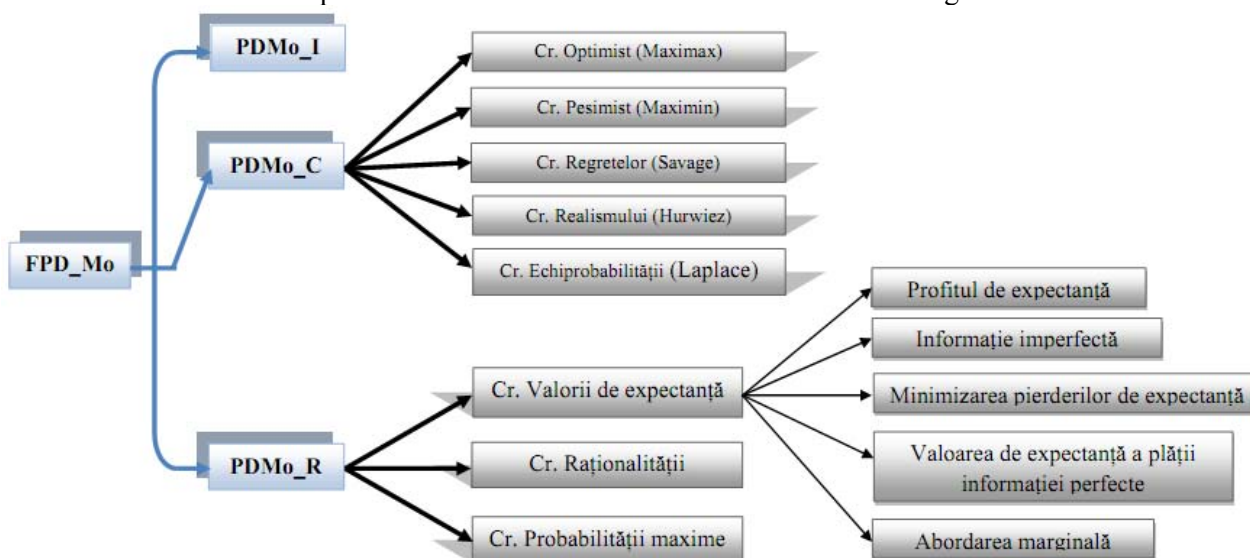 PDMo_I
Cr. Optimist (Maximax)
Cr. Pesimist (Maximin)
PDMo_C
Cr. Regretelor (Savage)
Cr. Realismului (Hurwiez)
FPD_Mo
Cr. Echiprobabilității (Laplace)
Profitul de expectanță
Informație imperfectă
Cr. Valorii de expectanță
Minimizarea pierderilor de expectanță
PDMo_R
Cr. Raționalității
Valoarea de expectanță a plății
informației perfecte
Cr. Probabilității maxime
Abordarea marginală